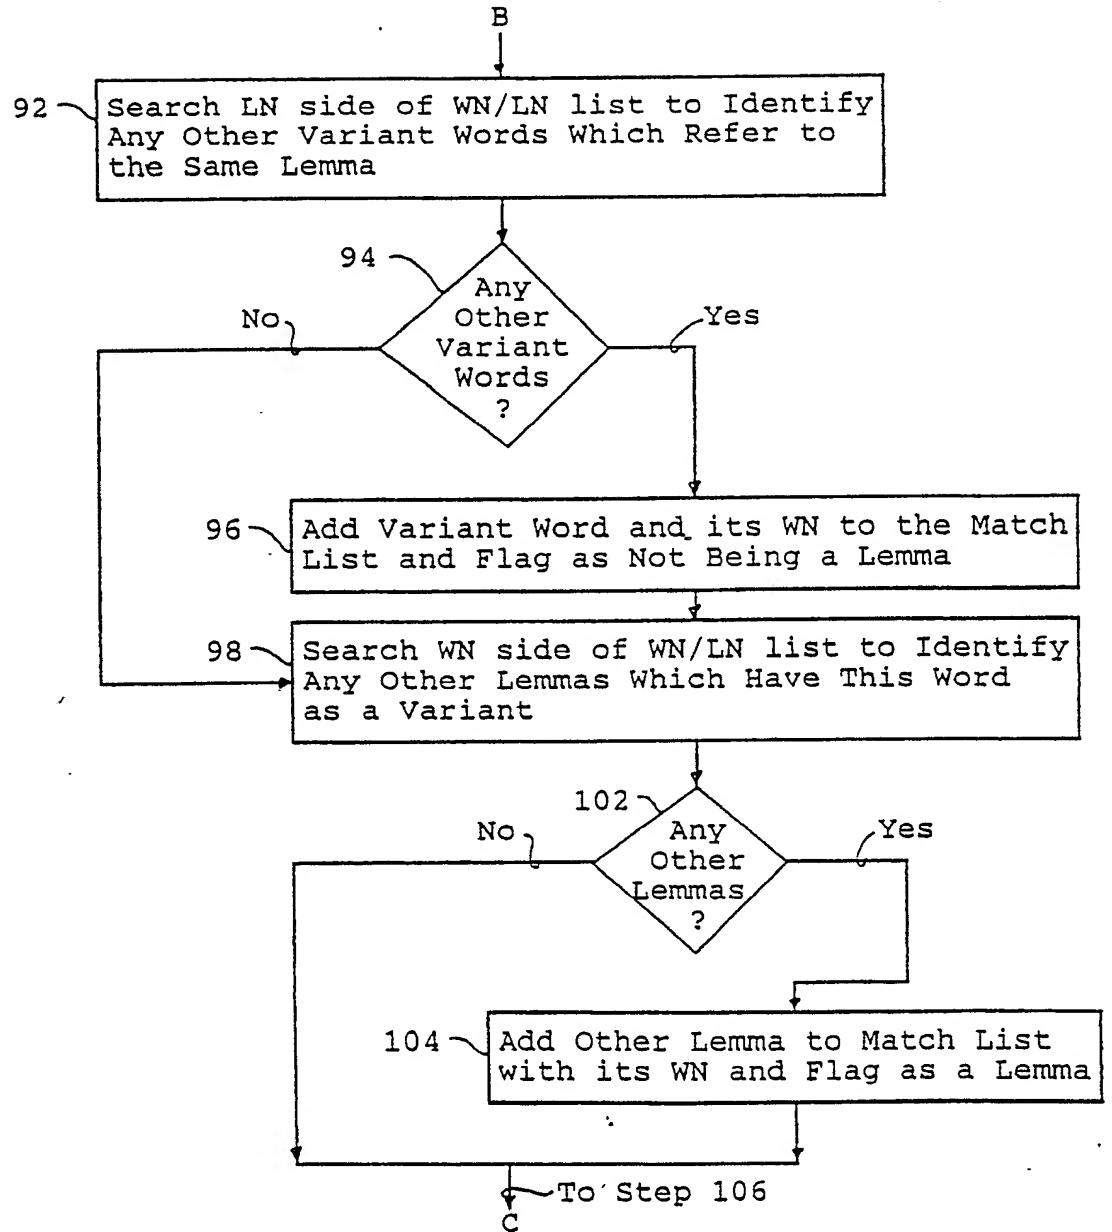 B
92
Search LN side of WN/LN list to Identify
Any Other Variant Words Which Refer to
the Same Lemma
94
Any
Other
Variant
Words
?
No
Yes
96
Add Variant Word and its WN to the Match
List and Flag as Not Being a Lemma
98
Search WN side of WN/LN list to Identify
Any Other Lemmas Which Have This Word
as a Variant
102
Any
Other
Lemmas
?
No
Yes
104
Add Other Lemma to Match List
with its WN and Flag as a Lemma
To Step 106
C